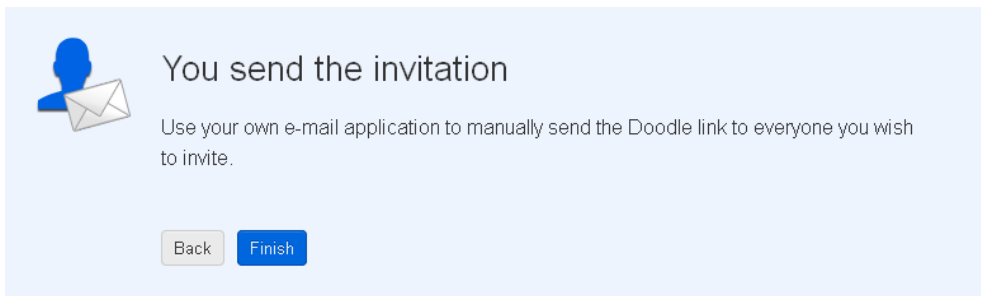 You send the invitation
Use your own e-mail application to manually send the Doodle link to everyone you wish
to invite.
Back
Finish